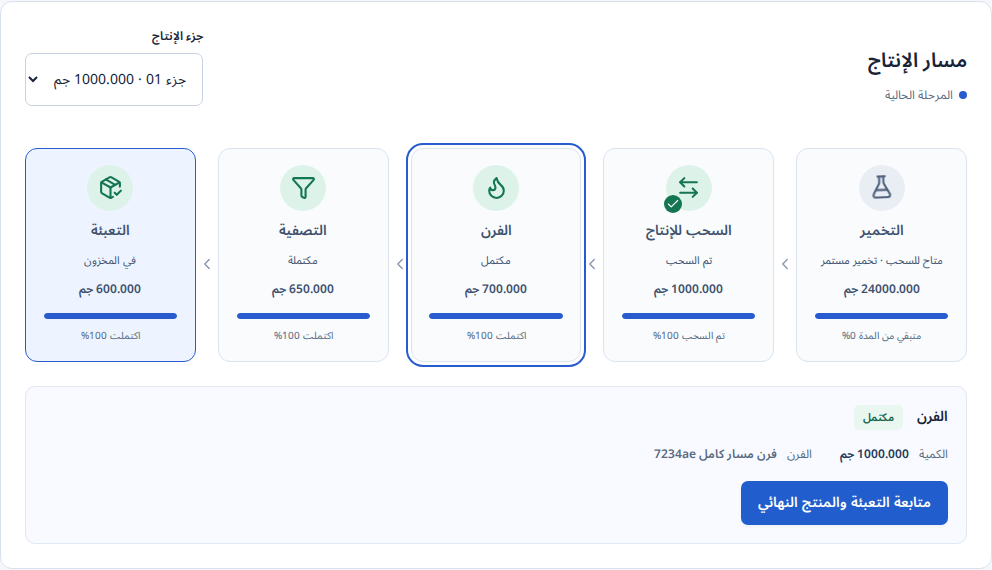 مسار الإنتاج
المرحلة الحالية
جزء الإنتاج
جزء 01 · 1000.000 جم
التخمير
متاح للسحب · تخمير مستمر
24000.000 جم
متبقي من المدة 0%
السحب للإنتاج
تم السحب
1000.000 جم
تم السحب 100%
الفرن
مكتمل
700.000 جم
اكتملت 100%
التصفية
مكتملة
650.000 جم
اكتملت 100%
التعبئة
في المخزون
600.000 جم
اكتملت 100%
الفرن مكتمل
الكمية 1000.000 جم الفرن فرن مسار كامل 7234ae
متابعة التعبئة والمنتج النهائي